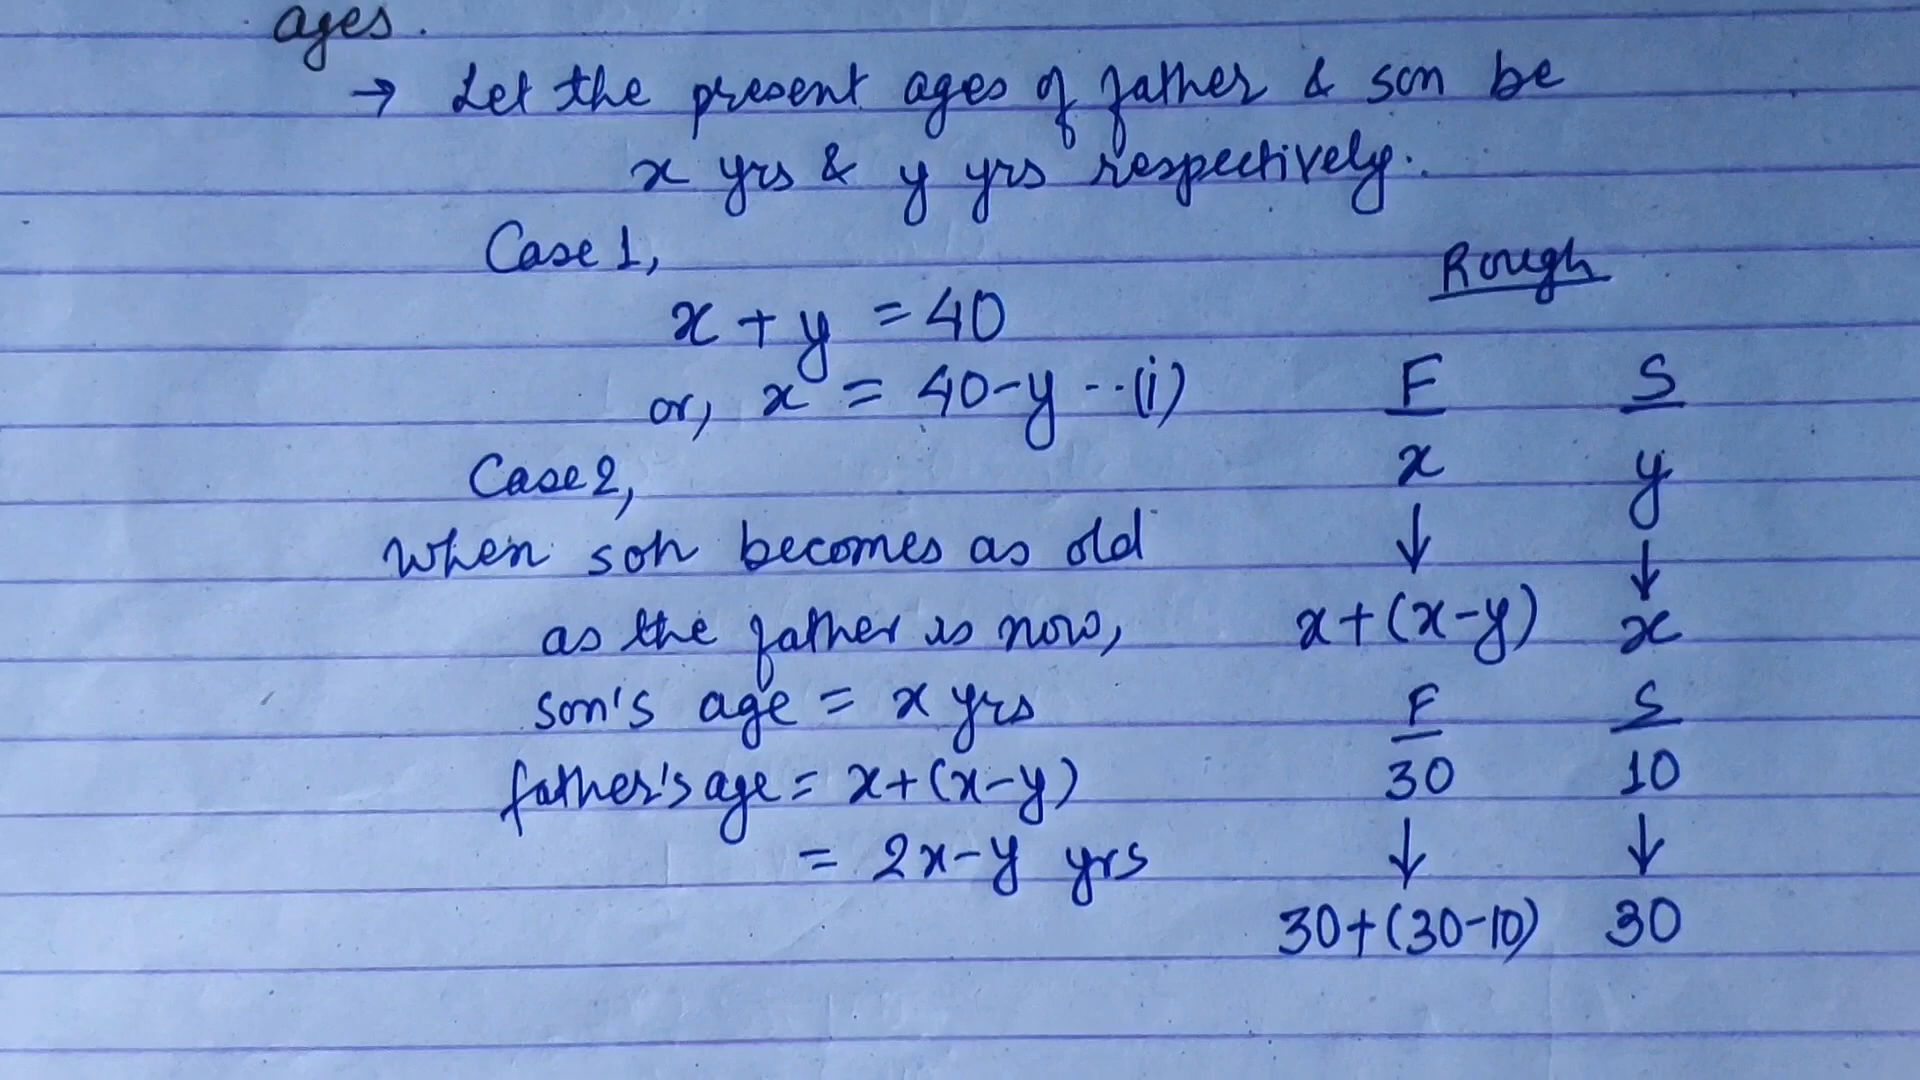 ages.
→ Let the present ages of father & son be
x yrs & y yrs respectively.
Case 1,
x + y = 40
or, x = 40-y --(i)
Case 2,
When son becomes as old
as the father is now,
son's age = x yrs
father's age = x+(x-y)
= 2x-y yrs
Rough
F S
x y
↓ ↓
x+(x-y) x
F S
30 10
↓ ↓
30+(30-10) 30